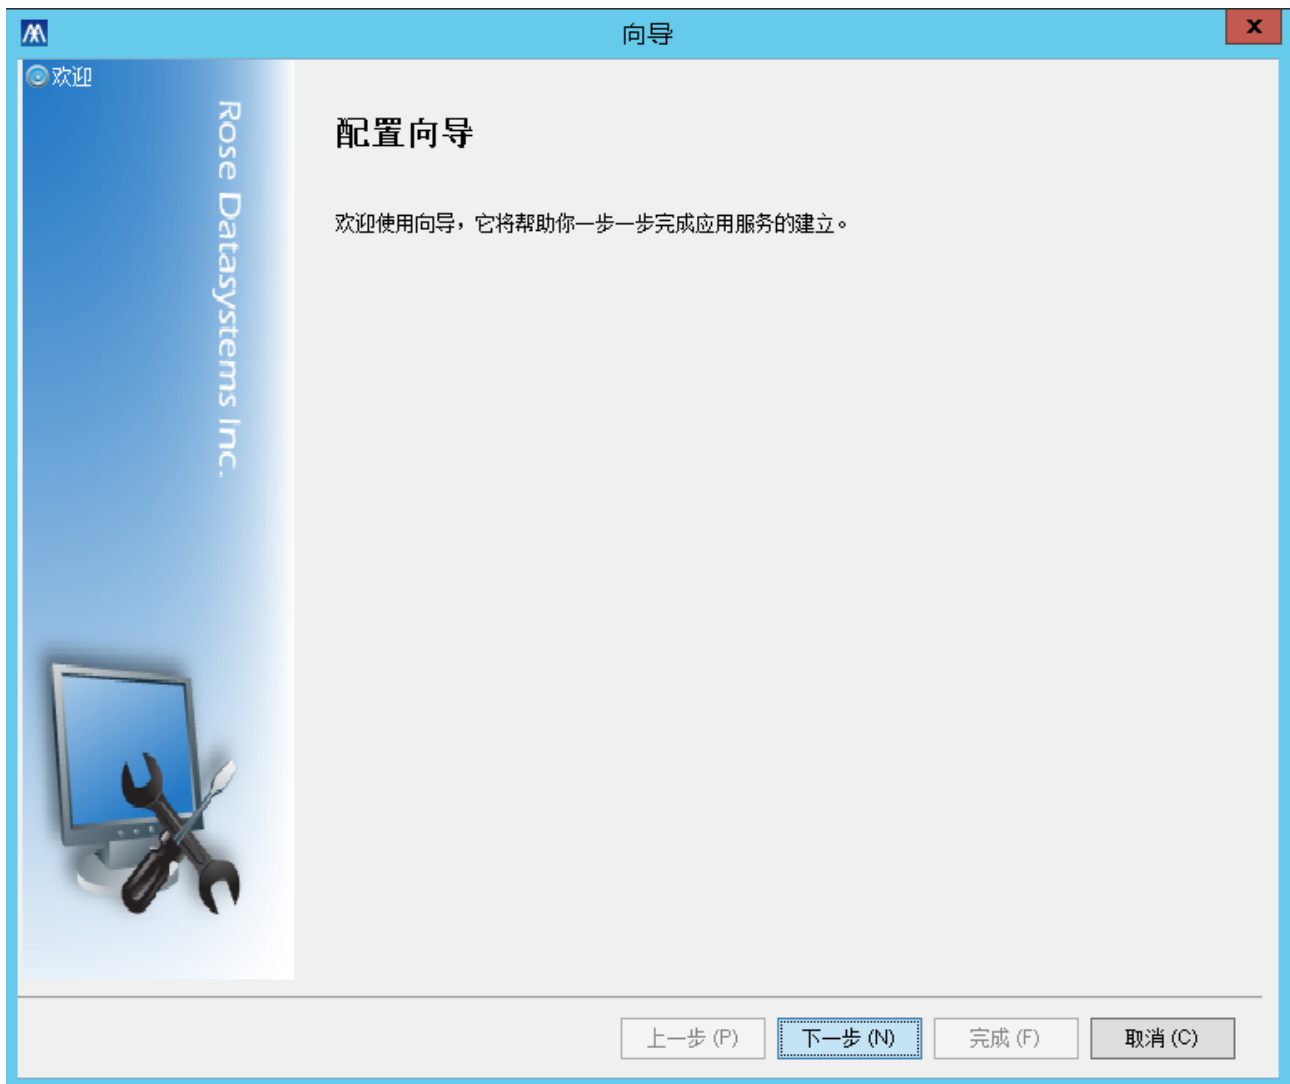 向导
x
欢迎
Rose Datasystems Inc.
配置向导
欢迎使用向导，它将帮助你一步一步完成应用服务的建立。
上一步 (P)
下一步 (N)
完成 (F)
取消 (C)